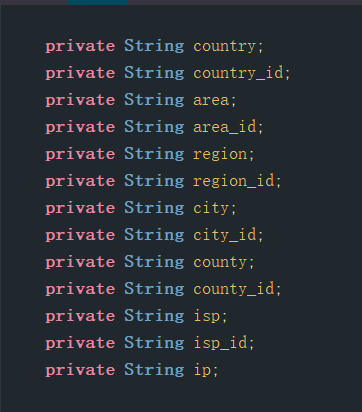 private String country;
private String country_id;
private String area;
private String area_id;
private String region;
private String region_id;
private String city;
private String city_id;
private String county;
private String county_id;
private String isp;
private String isp_id;
private String ip;